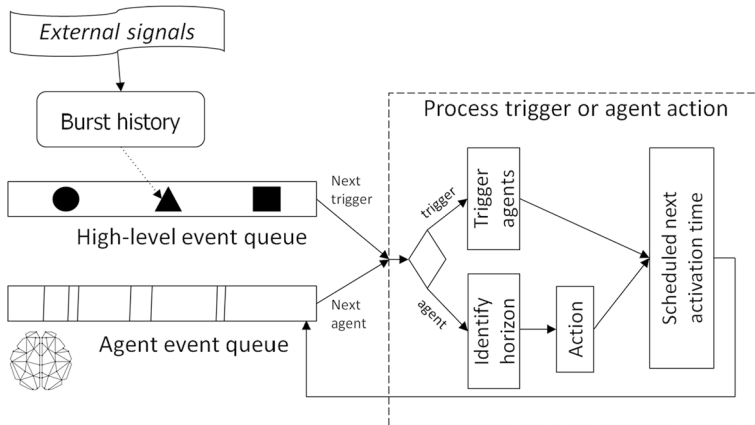 External signals
Burst history
Process trigger or agent action
Next
trigger
High-level event queue
trigger
Trigger
agents
Scheduled next
activation time
Next
agent
Agent event queue
agent
Identify
horizon
Action